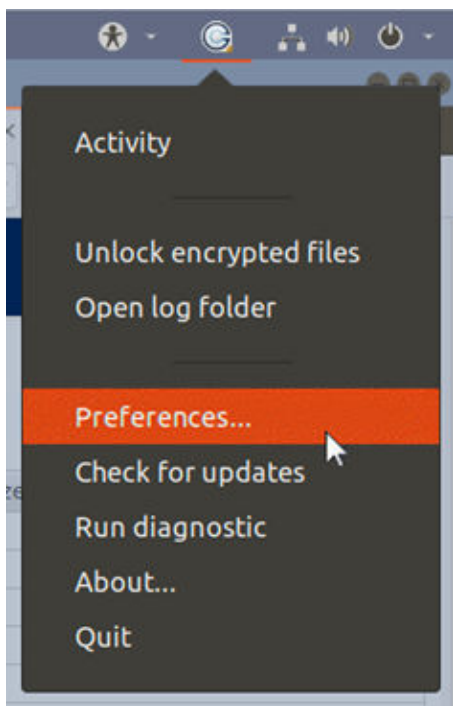 Activity
Unlock encrypted files
Open log folder
Preferences...
Check for updates
Run diagnostic
About...
Quit